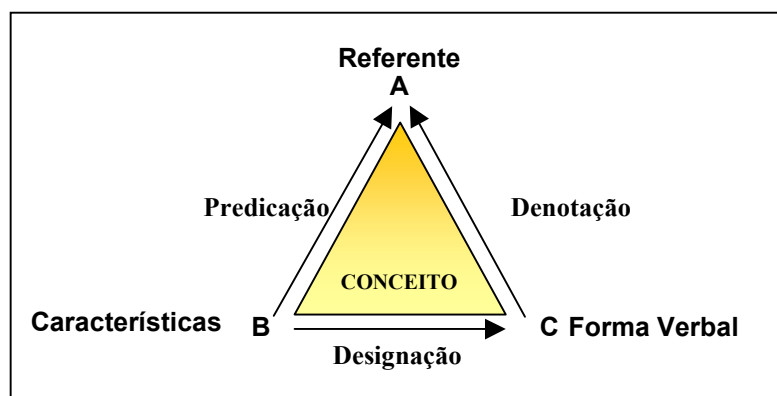 Referente
A
Predicação Denotação
CONCEITO
Características B C Forma Verbal
Designação